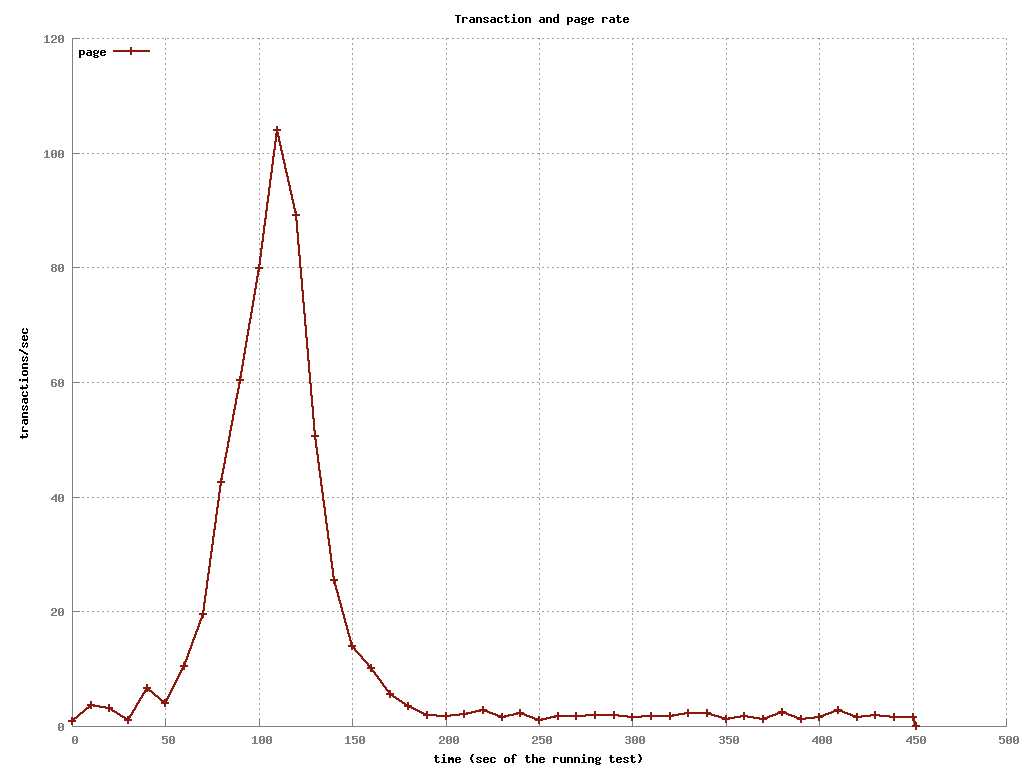 Transaction and page rate
page
120
100
80
60
40
20
0
transactions/sec
0 50 100 150 200 250 300 350 400 450 500
time (sec of the running test)